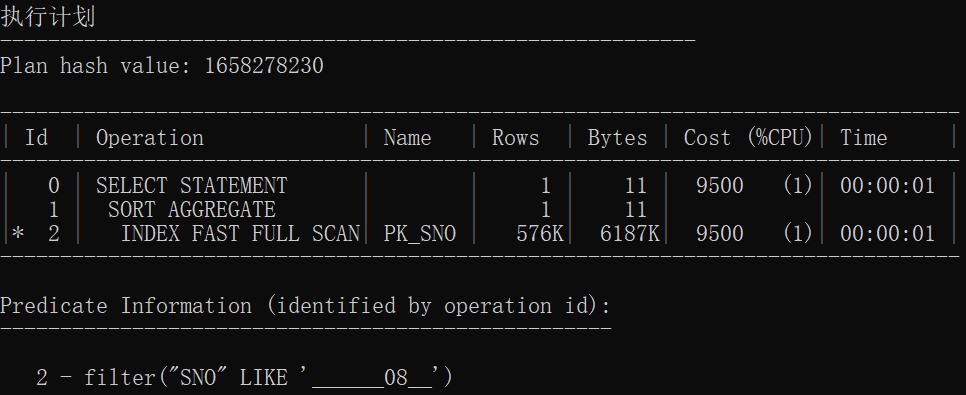 执行计划
----------------------------------------------------------
Plan hash value: 1658278230
--------------------------------------------------------------------------------
| Id | Operation | Name | Rows | Bytes | Cost (%CPU)| Time |
--------------------------------------------------------------------------------
| 0 | SELECT STATEMENT | | 1 | 11 | 9500 (1)| 00:00:01 |
| 1 | SORT AGGREGATE | | 1 | 11 | | |
|* 2 | INDEX FAST FULL SCAN| PK_SNO | 576K| 6187K| 9500 (1)| 00:00:01 |
--------------------------------------------------------------------------------
Predicate Information (identified by operation id):
---------------------------------------------------
2 - filter("SNO" LIKE '______08__')